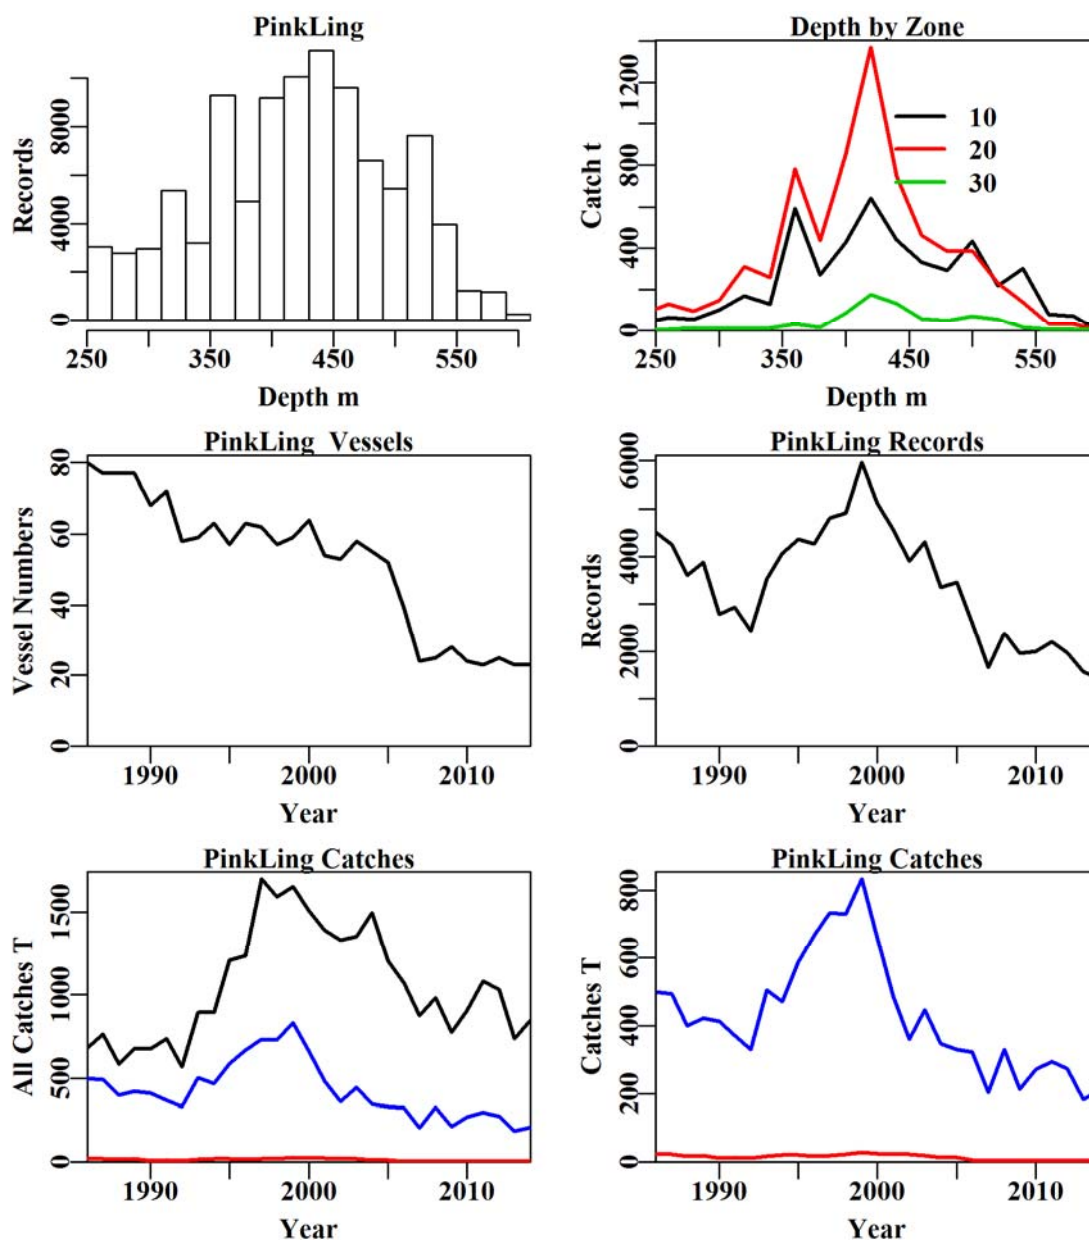 PinkLing
Records
0 4000 8000
250 350 450 550
Depth m
Depth by Zone
Catch t
0 400 800 1200
10
20
30
250 350 450 550
Depth m
PinkLing Vessels
Vessel Numbers
0 20 40 60 80
1990 2000 2010
Year
PinkLing Records
Records
0 2000 4000 6000
1990 2000 2010
Year
PinkLing Catches
All Catches T
0 500 1000 1500
1990 2000 2010
Year
PinkLing Catches
Catches T
0 200 400 600 800
1990 2000 2010
Year